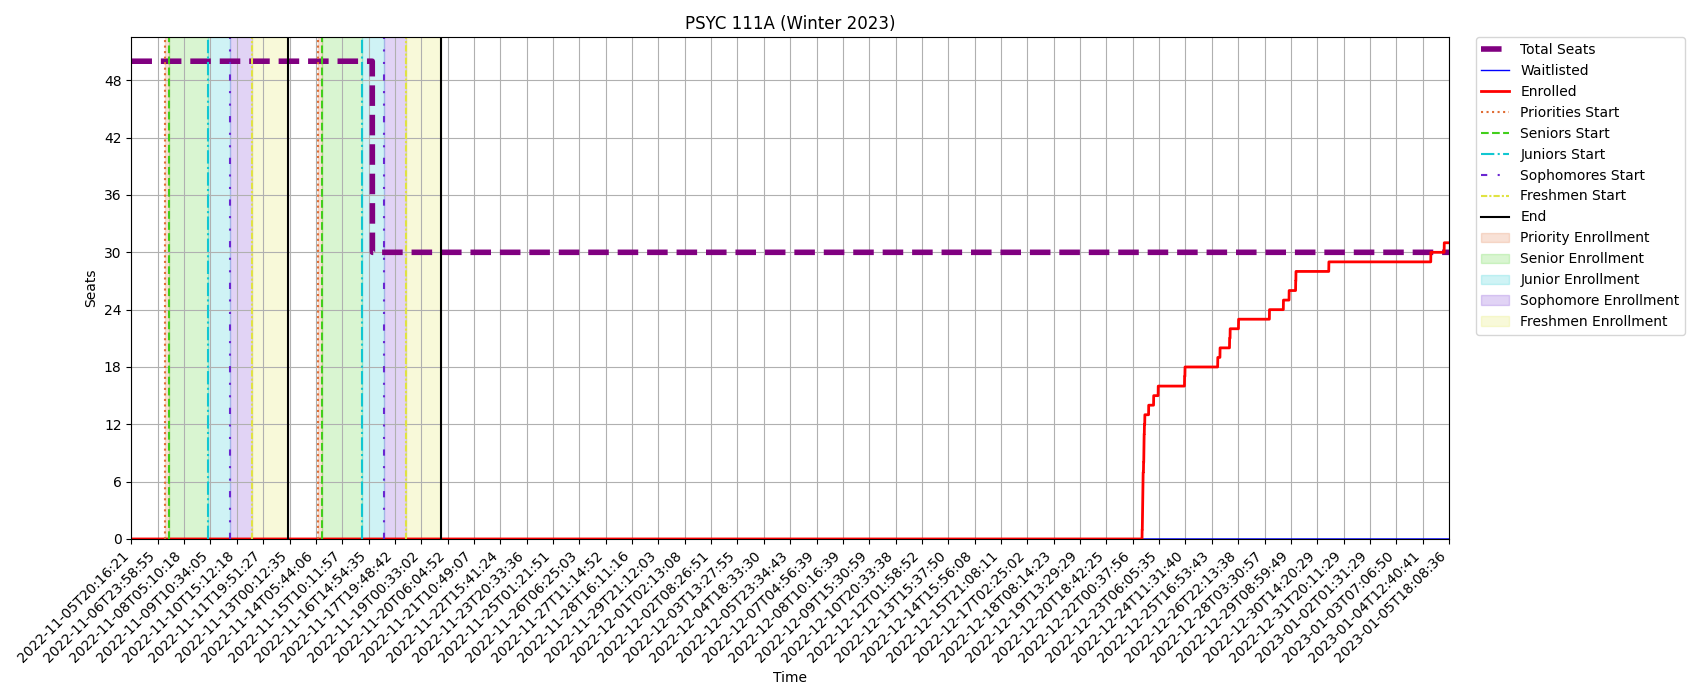 PSYC 111A (Winter 2023)
Seats
48
42
36
30
24
18
12
6
0
2022-11-05T20:16:21
2022-11-06T23:58:55
2022-11-08T05:10:18
2022-11-09T10:34:05
2022-11-10T15:12:18
2022-11-11T19:51:27
2022-11-13T00:12:35
2022-11-14T05:44:06
2022-11-15T10:11:57
2022-11-16T14:54:35
2022-11-17T19:48:42
2022-11-19T00:33:02
2022-11-20T06:04:52
2022-11-21T10:49:07
2022-11-22T15:41:24
2022-11-23T20:33:36
2022-11-25T01:21:51
2022-11-26T06:25:03
2022-11-27T11:14:52
2022-11-28T16:11:16
2022-11-29T21:12:03
2022-12-01T02:13:08
2022-12-02T08:26:51
2022-12-03T13:27:55
2022-12-04T18:33:30
2022-12-05T23:34:43
2022-12-07T04:56:39
2022-12-08T10:16:39
2022-12-09T15:30:59
2022-12-10T20:33:38
2022-12-12T01:58:52
2022-12-13T15:37:50
2022-12-14T15:56:08
2022-12-15T21:08:11
2022-12-17T02:25:02
2022-12-18T08:14:23
2022-12-19T13:29:29
2022-12-20T18:42:25
2022-12-22T00:37:56
2022-12-23T06:05:35
2022-12-24T11:31:40
2022-12-25T16:53:43
2022-12-26T22:13:38
2022-12-28T03:30:57
2022-12-29T08:59:49
2022-12-30T14:20:29
2022-12-31T20:11:29
2023-01-02T01:31:29
2023-01-03T07:06:50
2023-01-04T12:40:41
2023-01-05T18:08:36
Time
Total Seats
Waitlisted
Enrolled
Priorities Start
Seniors Start
Juniors Start
Sophomores Start
Freshmen Start
End
Priority Enrollment
Senior Enrollment
Junior Enrollment
Sophomore Enrollment
Freshmen Enrollment